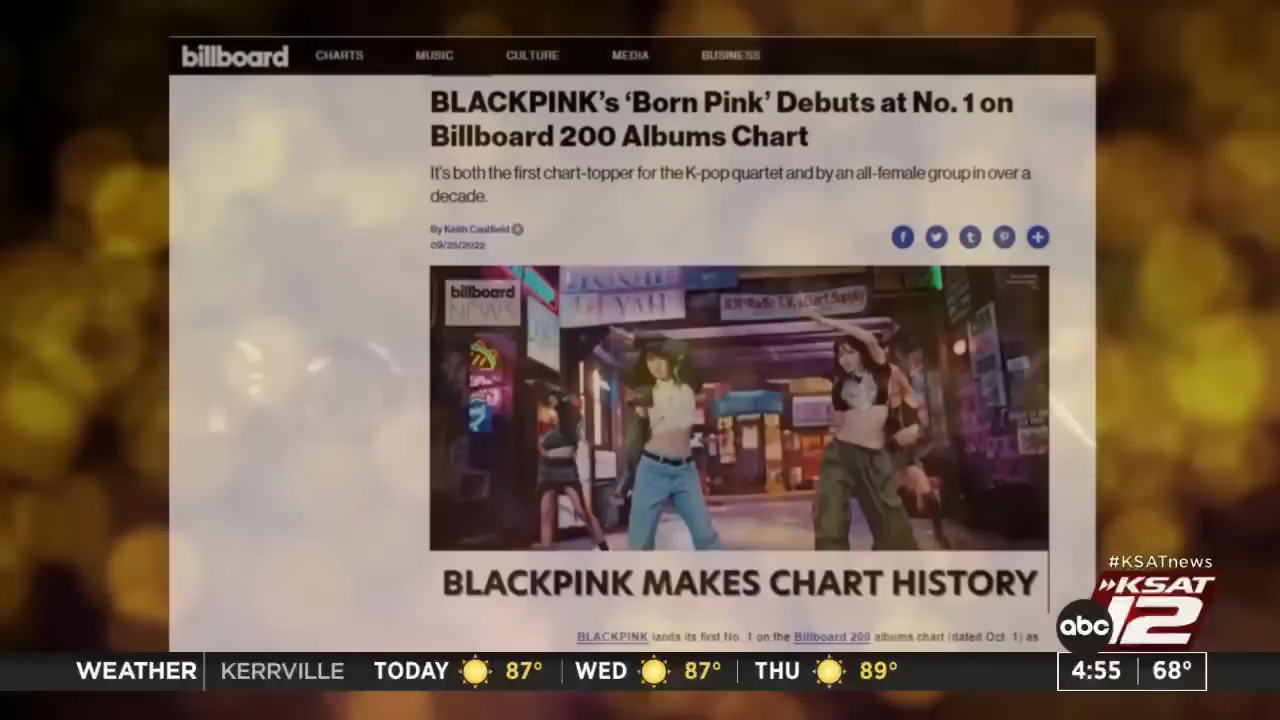 billboard CHARTS MUSIC CULTURE MEDIA BUSINESS
BLACKPINK's ‘Born Pink’ Debuts at No. 1 on
Billboard 200 Albums Chart
It's both the first chart-topper for the K-pop quartet and by an all-female group in over a
decade.
By Keith Caulfield
09/25/2022
billboard
NEWS
BLACKPINK MAKES CHART HISTORY
BLACKPINK lands its first No. 1 on the Billboard 200 albums chart (dated Oct. 1) as
#KSATnews
KSAT
abc 12
WEATHER KERRVILLE TODAY 87° WED 87° THU 89° 4:55 68°